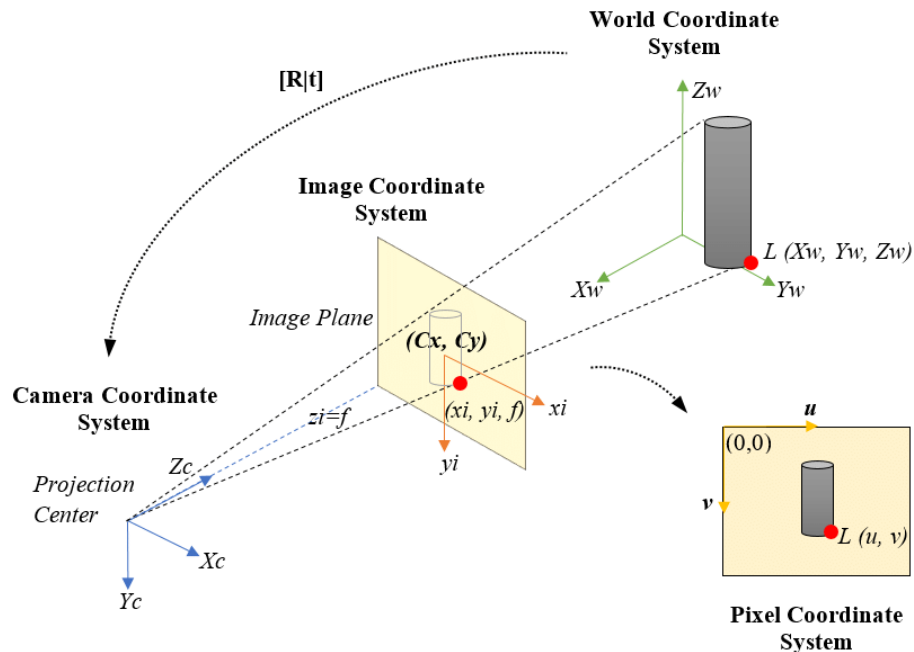 World Coordinate
System
[R|t]
Zw
Image Coordinate
System
L (Xw, Yw, Zw)
Xw
Yw
Image Plane
(Cx, Cy)
Camera Coordinate
System
zi=f
(xi, yi, f)
xi
yi
u
(0,0)
Zc
Projection
Center
v
L (u, v)
Xc
Yc
Pixel Coordinate
System